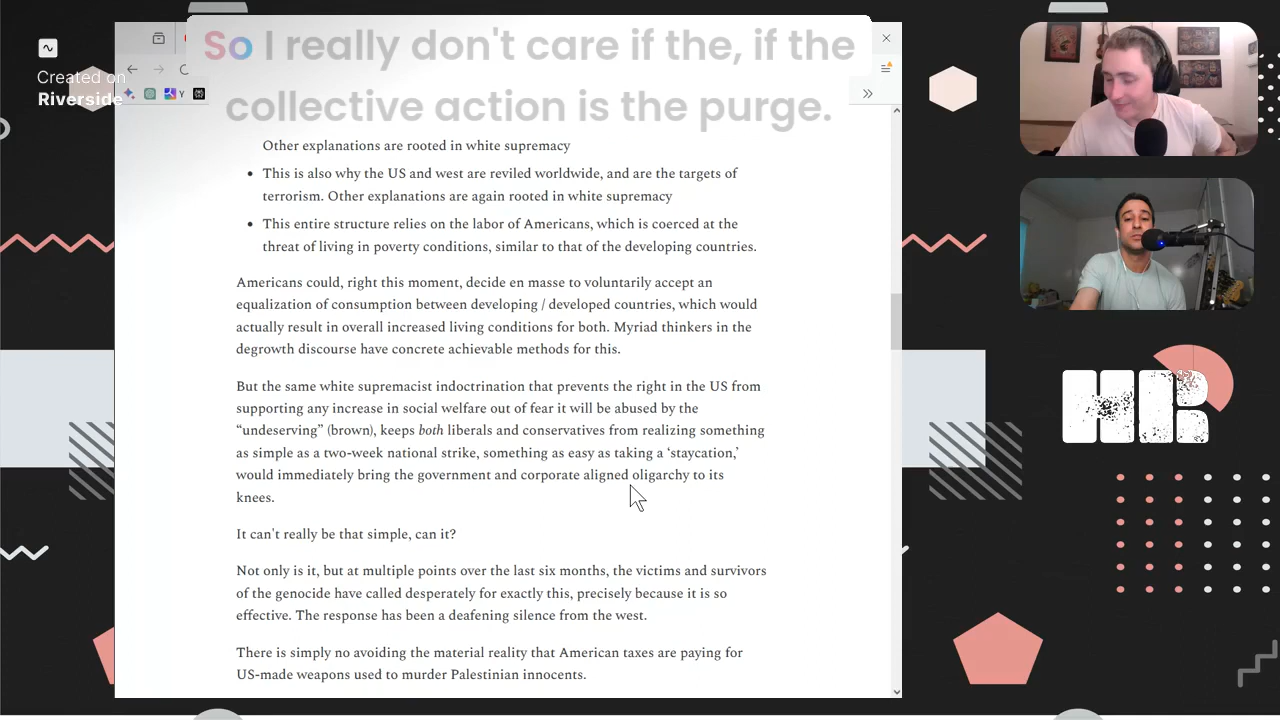 So I really don't care if the, if the
collective action is the purge.
Created on
Riverside
Y
Other explanations are rooted in white supremacy
• This is also why the US and west are reviled worldwide, and are the targets of
terrorism. Other explanations are again rooted in white supremacy
• This entire structure relies on the labor of Americans, which is coerced at the
threat of living in poverty conditions, similar to that of the developing countries.
Americans could, right this moment, decide en masse to voluntarily accept an
equalization of consumption between developing / developed countries, which would
actually result in overall increased living conditions for both. Myriad thinkers in the
degrowth discourse have concrete achievable methods for this.
But the same white supremacist indoctrination that prevents the right in the US from
supporting any increase in social welfare out of fear it will be abused by the
“undeserving” (brown), keeps both liberals and conservatives from realizing something
as simple as a two-week national strike, something as easy as taking a ‘staycation,’
would immediately bring the government and corporate aligned oligarchy to its
knees.
It can't really be that simple, can it?
Not only is it, but at multiple points over the last six months, the victims and survivors
of the genocide have called desperately for exactly this, precisely because it is so
effective. The response has been a deafening silence from the west.
There is simply no avoiding the material reality that American taxes are paying for
US-made weapons used to murder Palestinian innocents.
HR